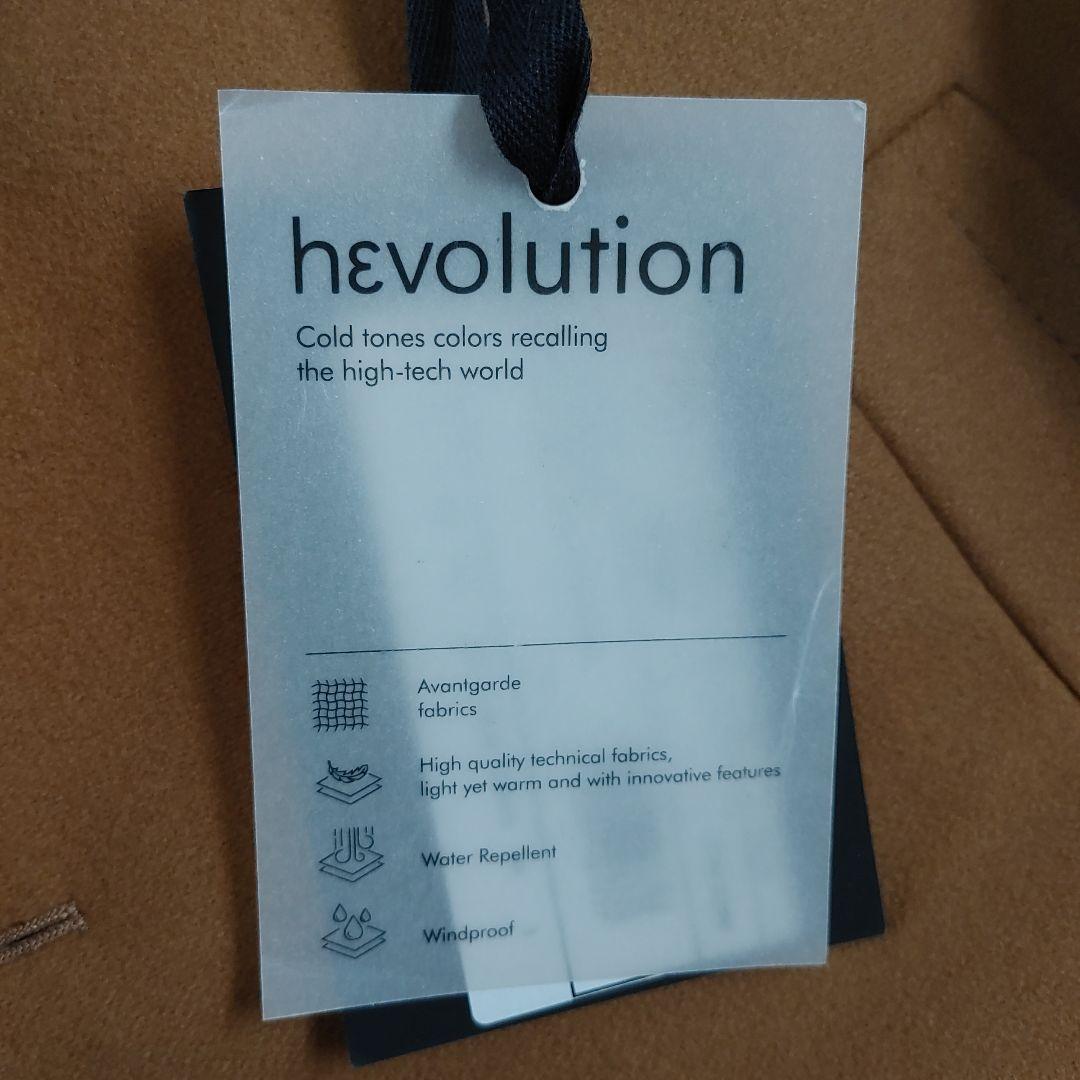 hεvolution
Cold tones colors recalling
the high-tech world
Avantgarde
fabrics
High quality technical fabrics,
light yet warm and with innovative features
Water Repellent
Windproof